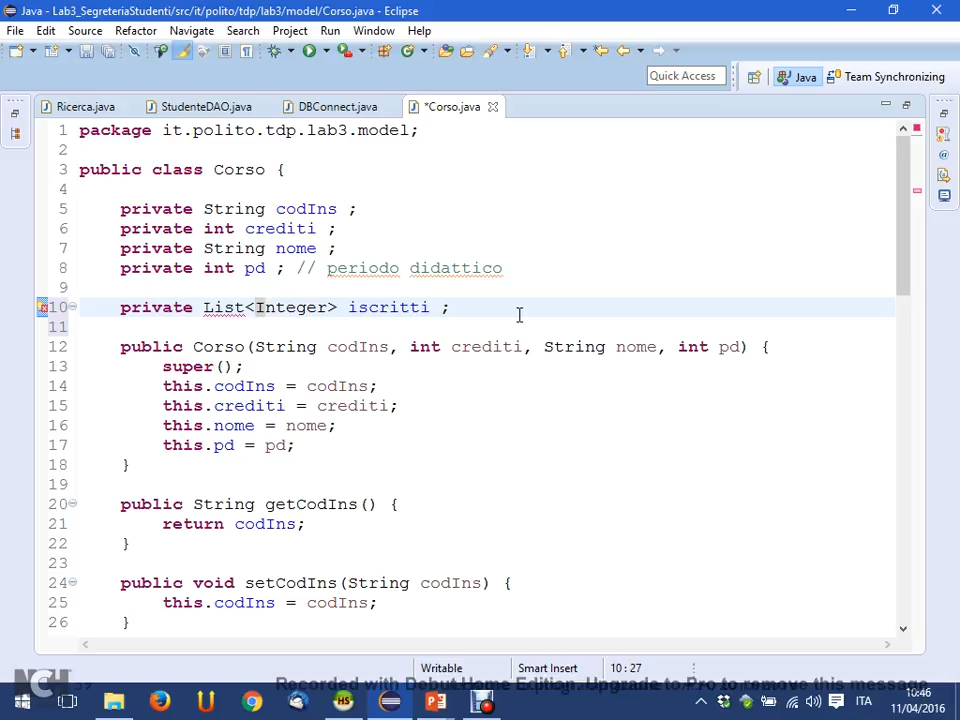 Java - Lab3_SegreteriaStudenti/src/it/polito/tdp/lab3/model/Corso.java - Eclipse
File Edit Source Refactor Navigate Search Project Run Window Help
Quick Access Java Team Synchronizing
Ricerca.java StudenteDAO.java DBConnect.java *Corso.java
1 package it.polito.tdp.lab3.model;
2
3 public class Corso {
4
5 private String codIns ;
6 private int crediti ;
7 private String nome ;
8 private int pd ; // periodo didattico
9
10 private List<Integer> iscritti ;
11
12 public Corso(String codIns, int crediti, String nome, int pd) {
13 super();
14 this.codIns = codIns;
15 this.crediti = crediti;
16 this.nome = nome;
17 this.pd = pd;
18 }
19
20 public String getCodIns() {
21 return codIns;
22 }
23
24 public void setCodIns(String codIns) {
25 this.codIns = codIns;
26 }
Writable Smart Insert 10 : 27
NCH
Recorded with Debut Home Edition. Upgrade to Pro to remove this message
ITA
10:46
11/04/2016